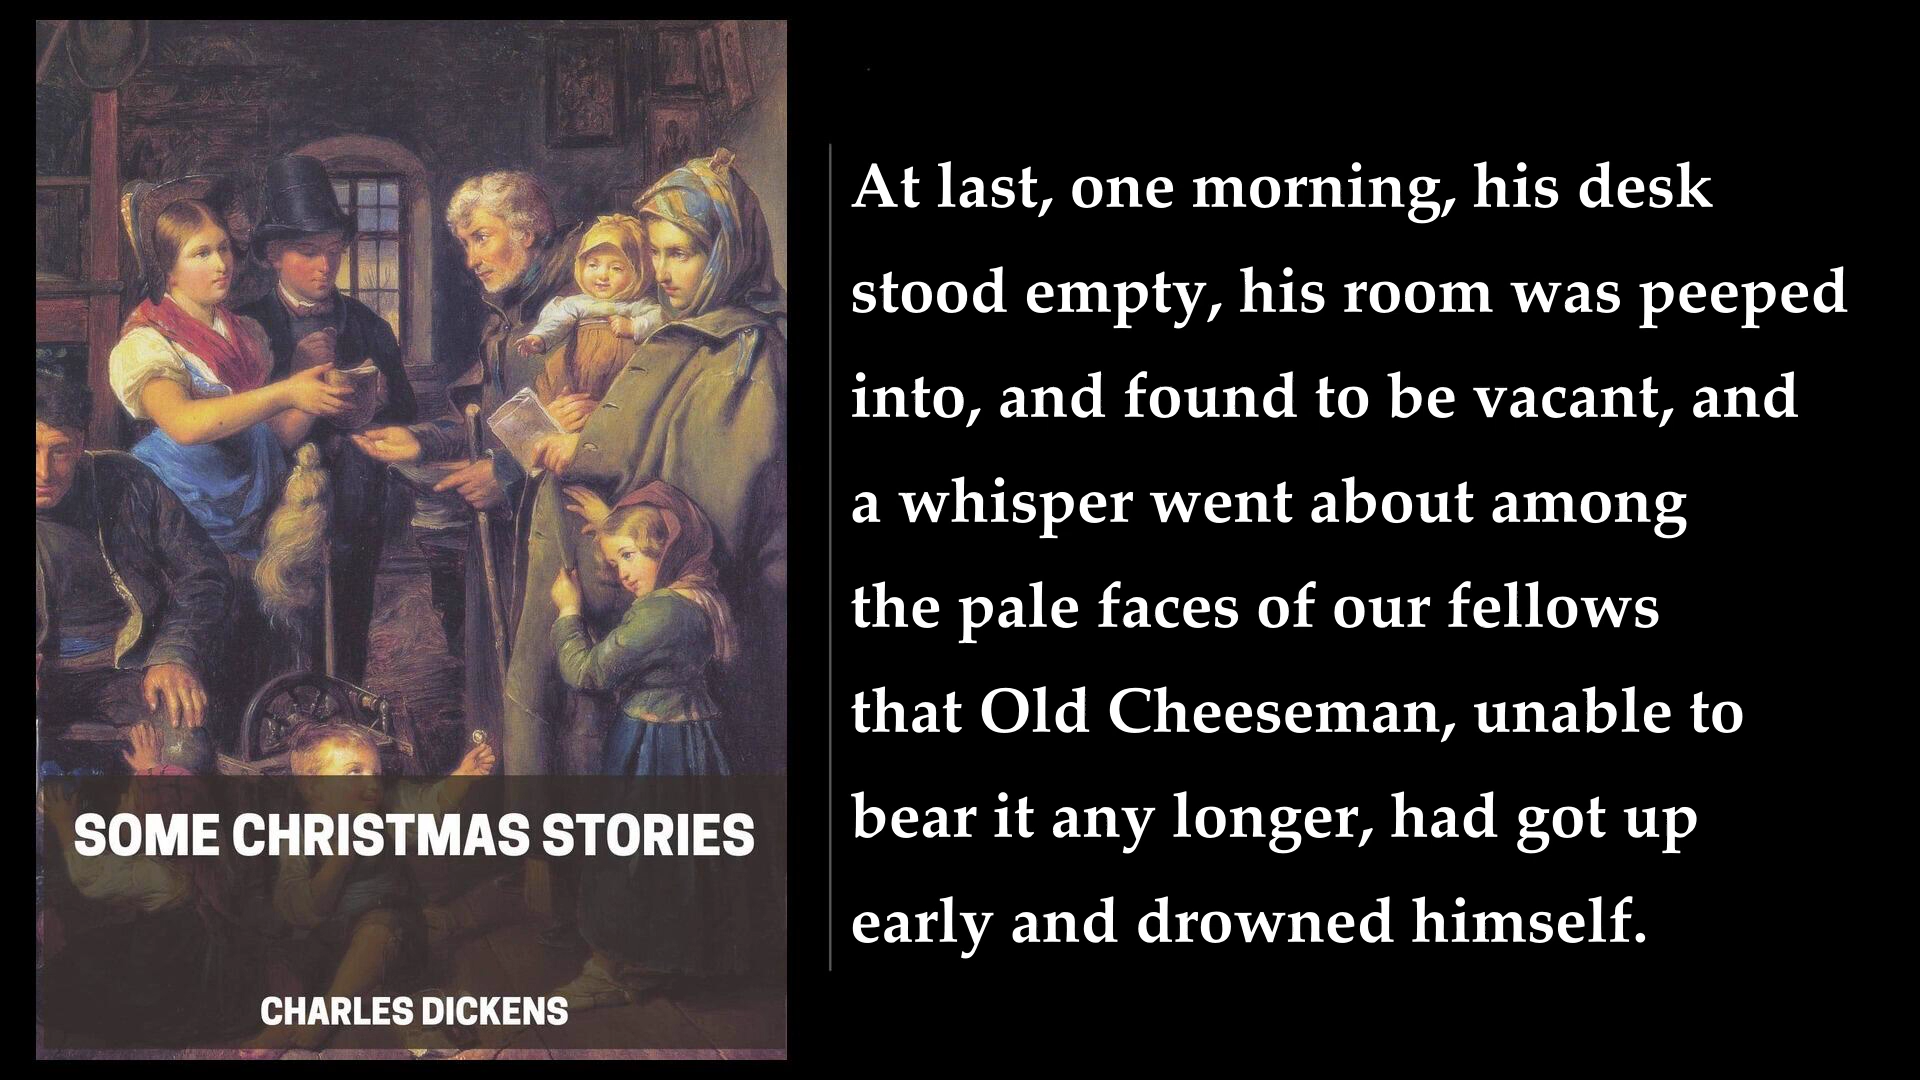 SOME CHRISTMAS STORIES
CHARLES DICKENS
At last, one morning, his desk
stood empty, his room was peeped
into, and found to be vacant, and
a whisper went about among
the pale faces of our fellows
that Old Cheeseman, unable to
bear it any longer, had got up
early and drowned himself.